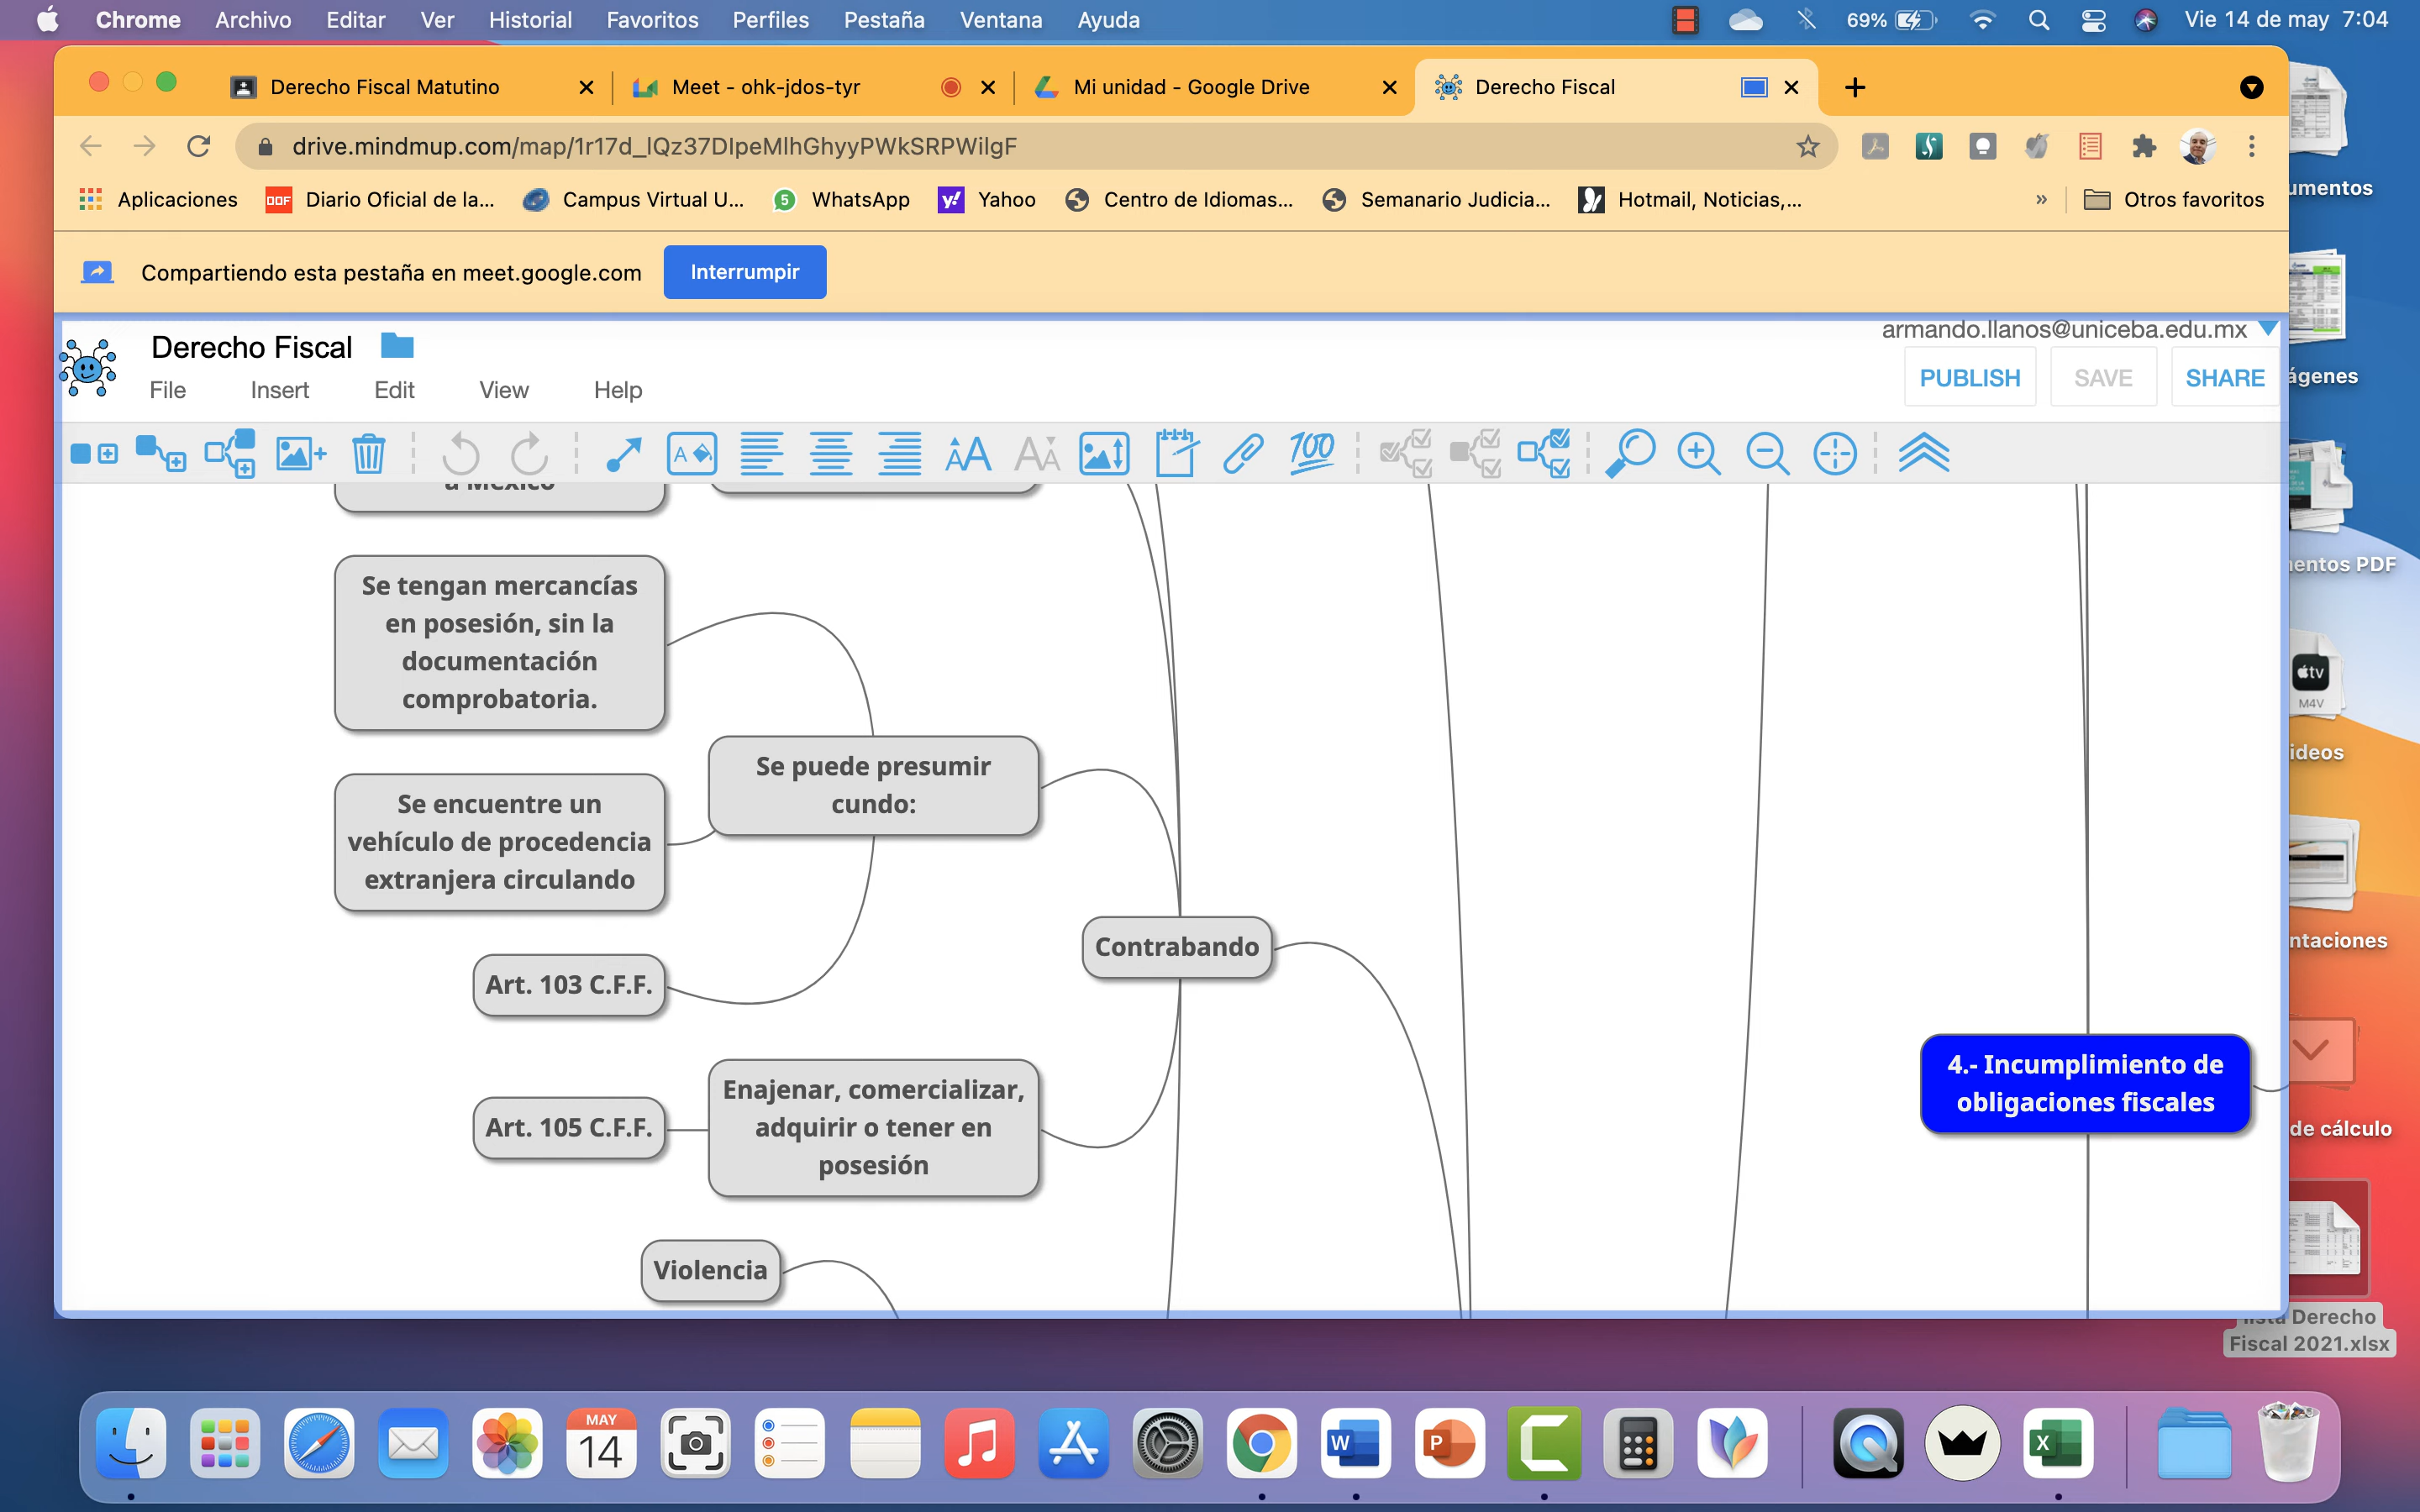 Chrome Archivo Editar Ver Historial Favoritos Perfiles Pestaña Ventana Ayuda 69% Vie 14 de may 7:04
Derecho Fiscal Matutino Meet - ohk-jdos-tyr Mi unidad - Google Drive Derecho Fiscal
drive.mindmup.com/map/1r17d_lQz37DIpeMlhGhyyPWkSRPWilgF
Aplicaciones DOF Diario Oficial de la... Campus Virtual U... 5 WhatsApp Yahoo Centro de Idiomas... Semanario Judicia... Hotmail, Noticias,... » Otros favoritos
Compartiendo esta pestaña en meet.google.com Interrumpir
Derecho Fiscal
armando.llanos@uniceba.edu.mx
File Insert Edit View Help
PUBLISH SAVE SHARE
a México
Se tengan mercancías
en posesión, sin la
documentación
comprobatoria.
Se puede presumir
cundo:
Se encuentre un
vehículo de procedencia
extranjera circulando
Art. 103 C.F.F.
Contrabando
Art. 105 C.F.F.
Enajenar, comercializar,
adquirir o tener en
posesión
Violencia
4.- Incumplimiento de
obligaciones fiscales
umentos
ágenes
entos PDF
tv
M4V
ideos
ntaciones
de cálculo
lista Derecho
Fiscal 2021.xlsx
MAY
14